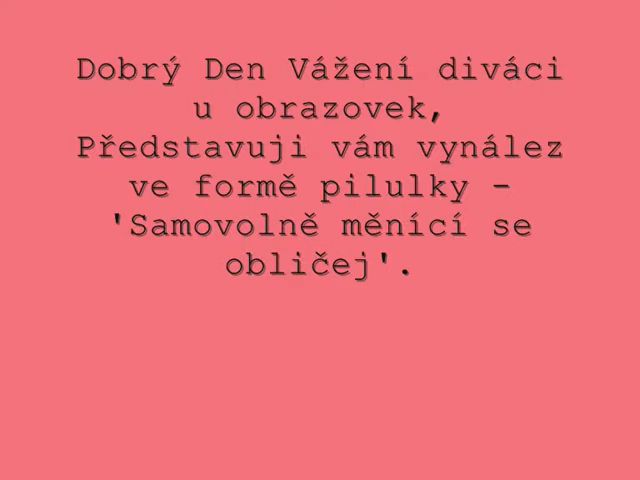 Dobrý Den Vážení diváci
u obrazovek,
Představuji vám vynález
ve formě pilulky -
'Samovolně měnící se
obličej'.